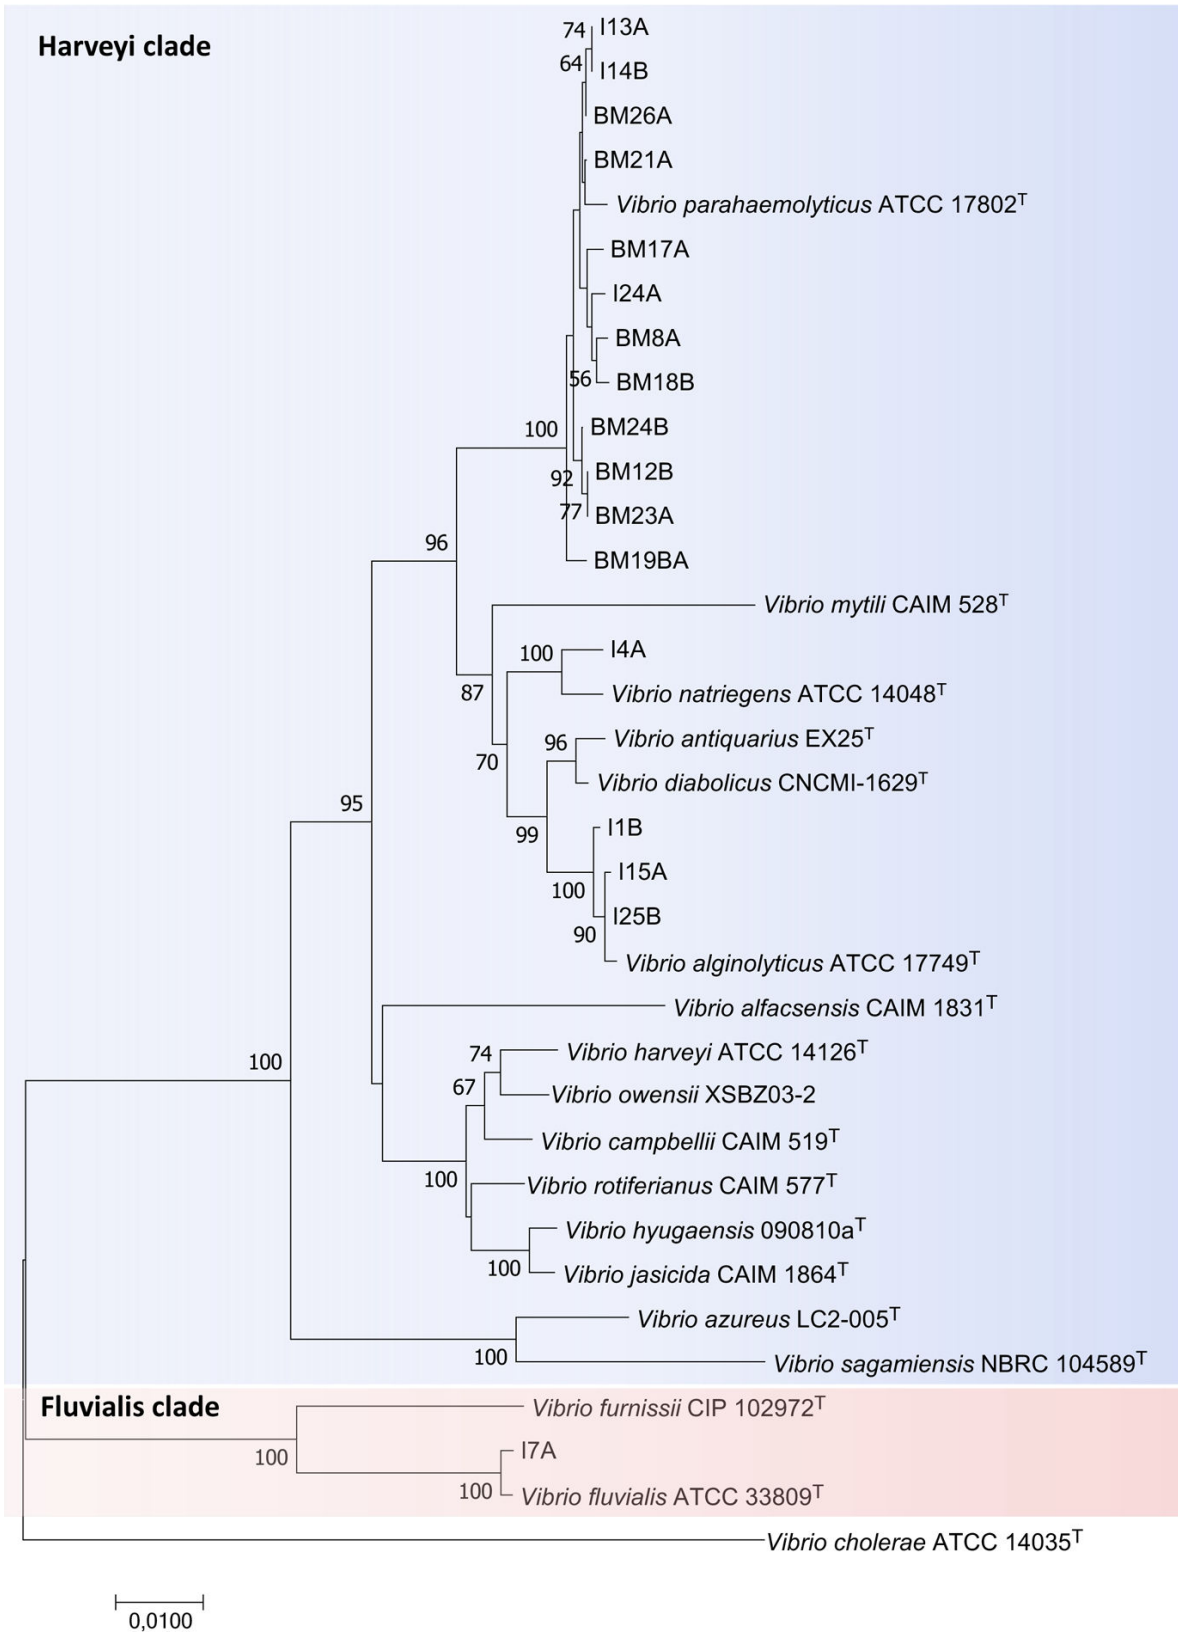 Harveyi clade
74
I13A
64
I14B
BM26A
BM21A
Vibrio parahaemolyticus ATCC 17802T
BM17A
I24A
BM8A
56
BM18B
100
BM24B
92
BM12B
77
BM23A
96
BM19BA
Vibrio mytili CAIM 528T
100
I4A
87
Vibrio natriegens ATCC 14048T
96
Vibrio antiquarius EX25T
70
Vibrio diabolicus CNCMI-1629T
95
99
I1B
100
I15A
I25B
90
Vibrio alginolyticus ATCC 17749T
Vibrio alfacsensis CAIM 1831T
100
74
Vibrio harveyi ATCC 14126T
67
Vibrio owensii XSBZ03-2
Vibrio campbellii CAIM 519T
100
Vibrio rotiferianus CAIM 577T
Vibrio hyugaensis 090810aT
100
Vibrio jasicida CAIM 1864T
Vibrio azureus LC2-005T
100
Vibrio sagamiensis NBRC 104589T
Fluvialis clade
Vibrio furnissii CIP 102972T
100
I7A
100
Vibrio fluvialis ATCC 33809T
Vibrio cholerae ATCC 14035T
0,0100